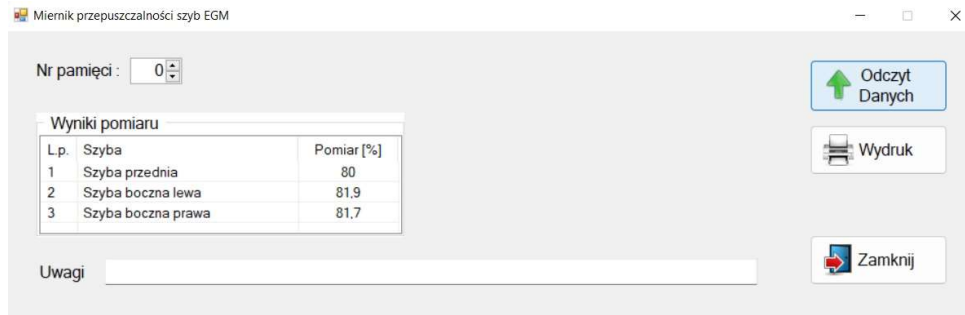 Miernik przepuszczalności szyb EGM
Nr pamięci : 0
Odczyt
Danych
Wyniki pomiaru
L.p. Szyba Pomiar [%]
1 Szyba przednia 80
2 Szyba boczna lewa 81,9
3 Szyba boczna prawa 81,7
Wydruk
Uwagi
Zamknij